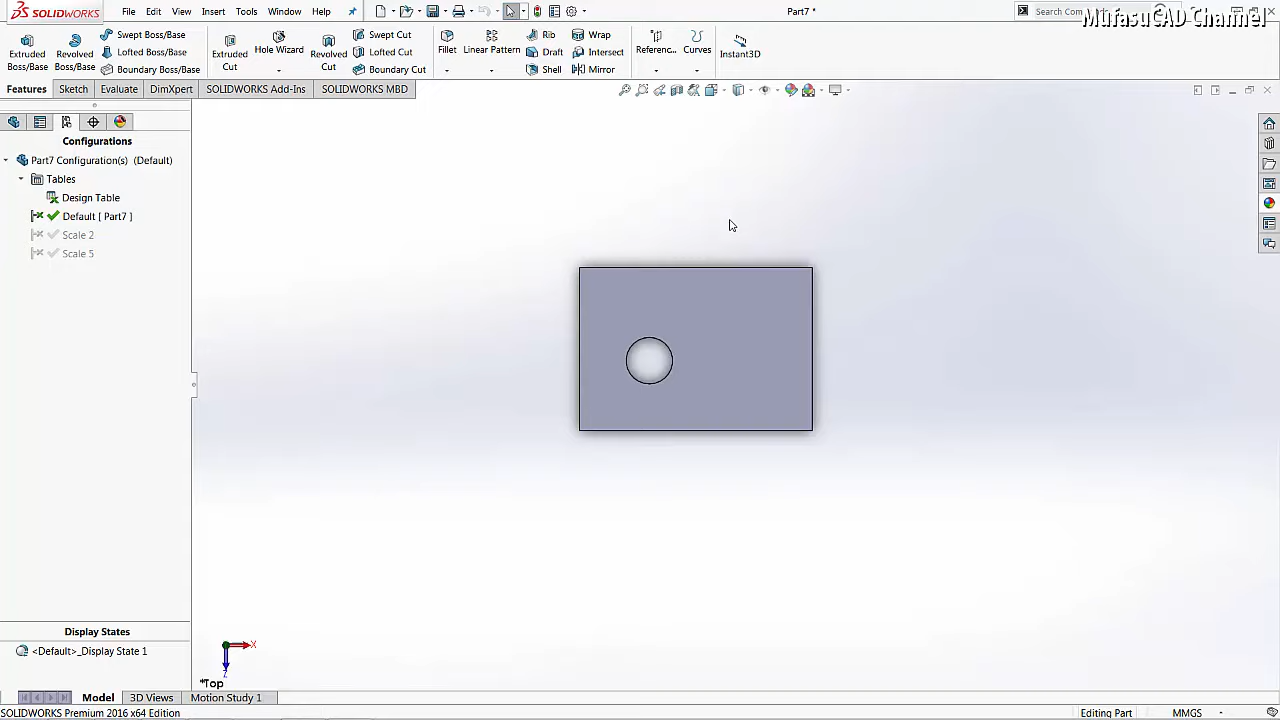 SOLIDWORKS File Edit View Insert Tools Window Help Part7 * Search Com
MufasuCAD Channel
Extruded Boss/Base
Revolved Boss/Base
Swept Boss/Base
Lofted Boss/Base
Boundary Boss/Base
Extruded Cut
Hole Wizard
Revolved Cut
Swept Cut
Lofted Cut
Boundary Cut
Fillet
Linear Pattern
Rib
Draft
Shell
Wrap
Intersect
Mirror
Referenc...
Curves
Instant3D
Features Sketch Evaluate DimXpert SOLIDWORKS Add-Ins SOLIDWORKS MBD
Configurations
Part7 Configuration(s) (Default)
Tables
Design Table
Default [ Part7 ]
Scale 2
Scale 5
Display States
<Default>_Display State 1
X
Z
*Top
Model 3D Views Motion Study 1
SOLIDWORKS Premium 2016 x64 Edition Editing Part MMGS